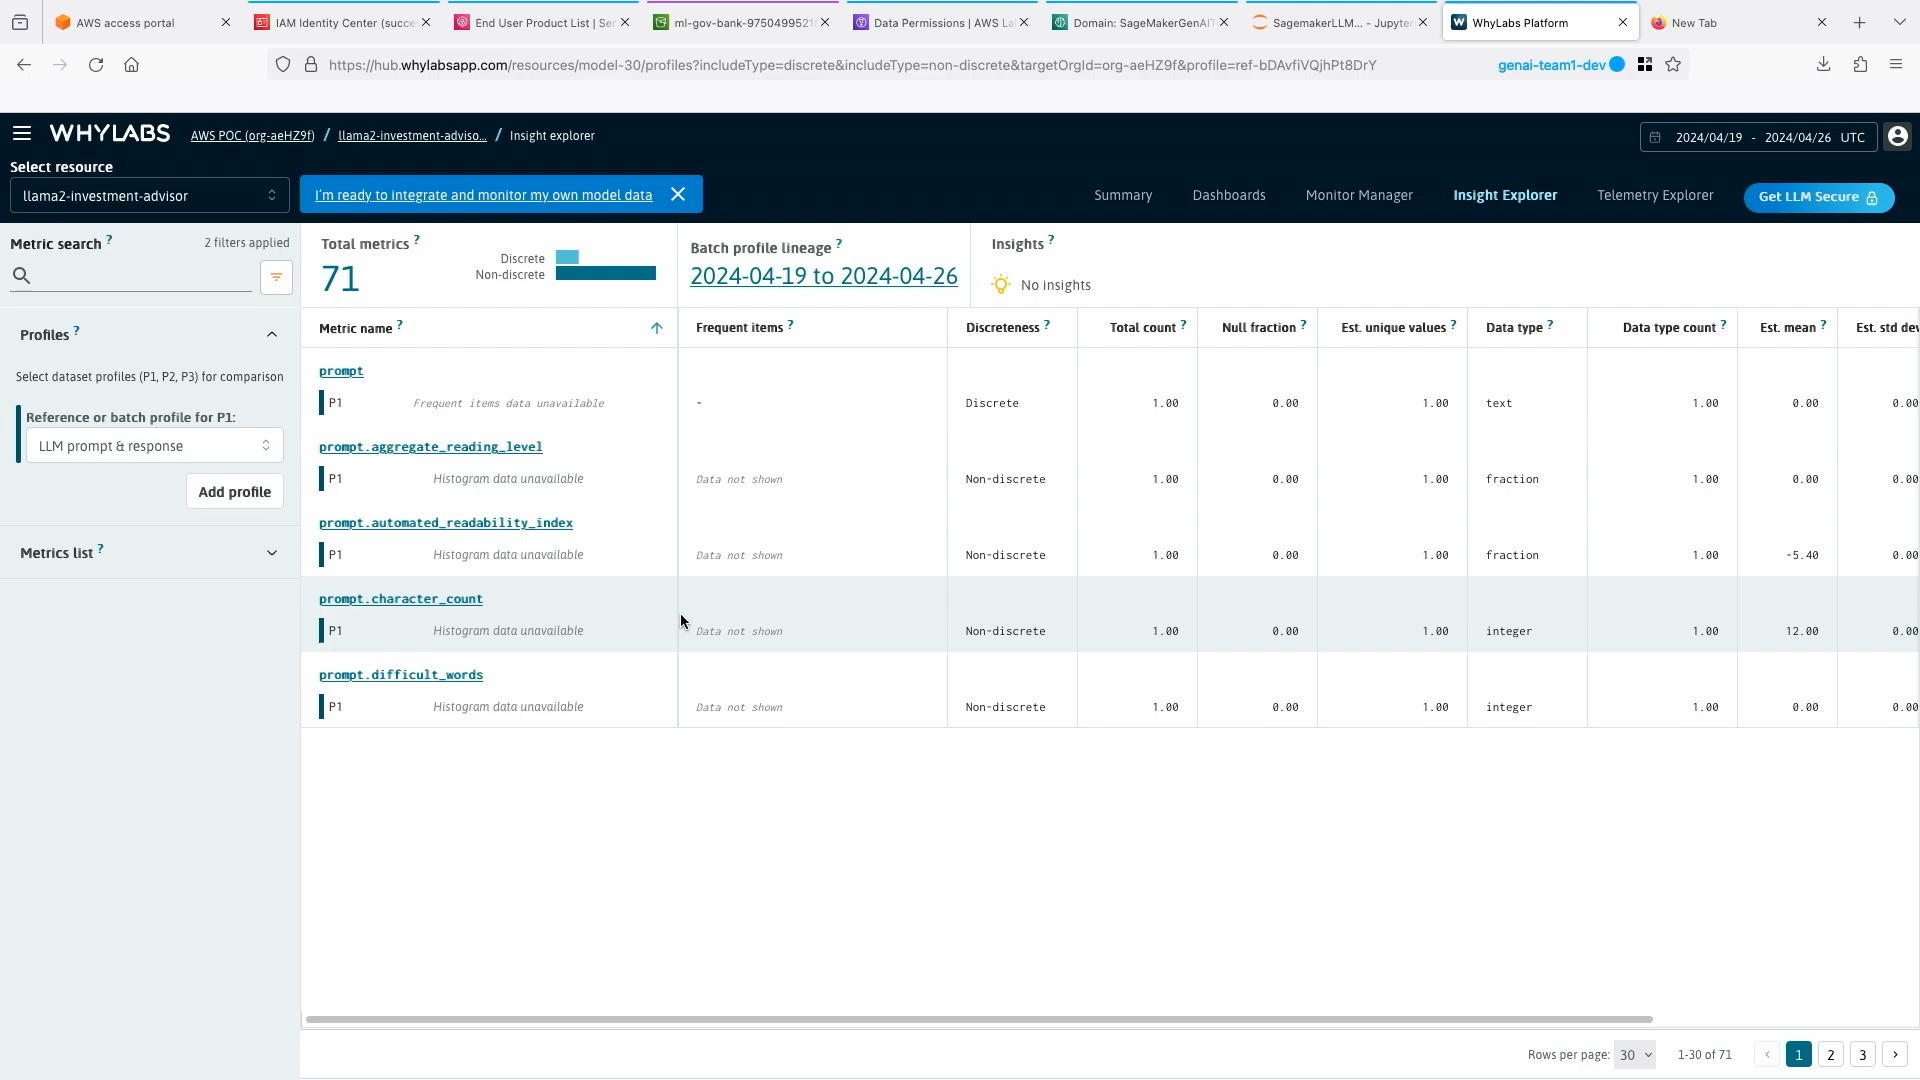 AWS access portal
IAM Identity Center (succe
End User Product List | Ser
ml-gov-bank-9750499521
Data Permissions | AWS La
Domain: SageMakerGenAI
SagemakerLLM... - Jupyter
WhyLabs Platform
New Tab
https://hub.whylabsapp.com/resources/model-30/profiles?includeType=discrete&includeType=non-discrete&targetOrgId=org-aeHZ9f&profile=ref-bDAvfiVQjhPt8DrY
genai-team1-dev
WHYLABS
AWS POC (org-aeHZ9f) / llama2-investment-adviso... / Insight explorer
2024/04/19 - 2024/04/26 UTC
Select resource
llama2-investment-advisor
I'm ready to integrate and monitor my own model data
Summary
Dashboards
Monitor Manager
Insight Explorer
Telemetry Explorer
Get LLM Secure
Metric search ?
2 filters applied
Profiles ?
Select dataset profiles (P1, P2, P3) for comparison
Reference or batch profile for P1:
LLM prompt & response
Add profile
Metrics list ?
Total metrics ?
71
Discrete
Non-discrete
Batch profile lineage ?
2024-04-19 to 2024-04-26
Insights ?
No insights
Metric name ? Frequent items ? Discreteness ? Total count ? Null fraction ? Est. unique values ? Data type ? Data type count ? Est. mean ? Est. std dev
prompt
P1 Frequent items data unavailable - Discrete 1.00 0.00 1.00 text 1.00 0.00 0.00
prompt.aggregate_reading_level
P1 Histogram data unavailable Data not shown Non-discrete 1.00 0.00 1.00 fraction 1.00 0.00 0.00
prompt.automated_readability_index
P1 Histogram data unavailable Data not shown Non-discrete 1.00 0.00 1.00 fraction 1.00 -5.40 0.00
prompt.character_count
P1 Histogram data unavailable Data not shown Non-discrete 1.00 0.00 1.00 integer 1.00 12.00 0.00
prompt.difficult_words
P1 Histogram data unavailable Data not shown Non-discrete 1.00 0.00 1.00 integer 1.00 0.00 0.00
Rows per page: 30 1-30 of 71 1 2 3